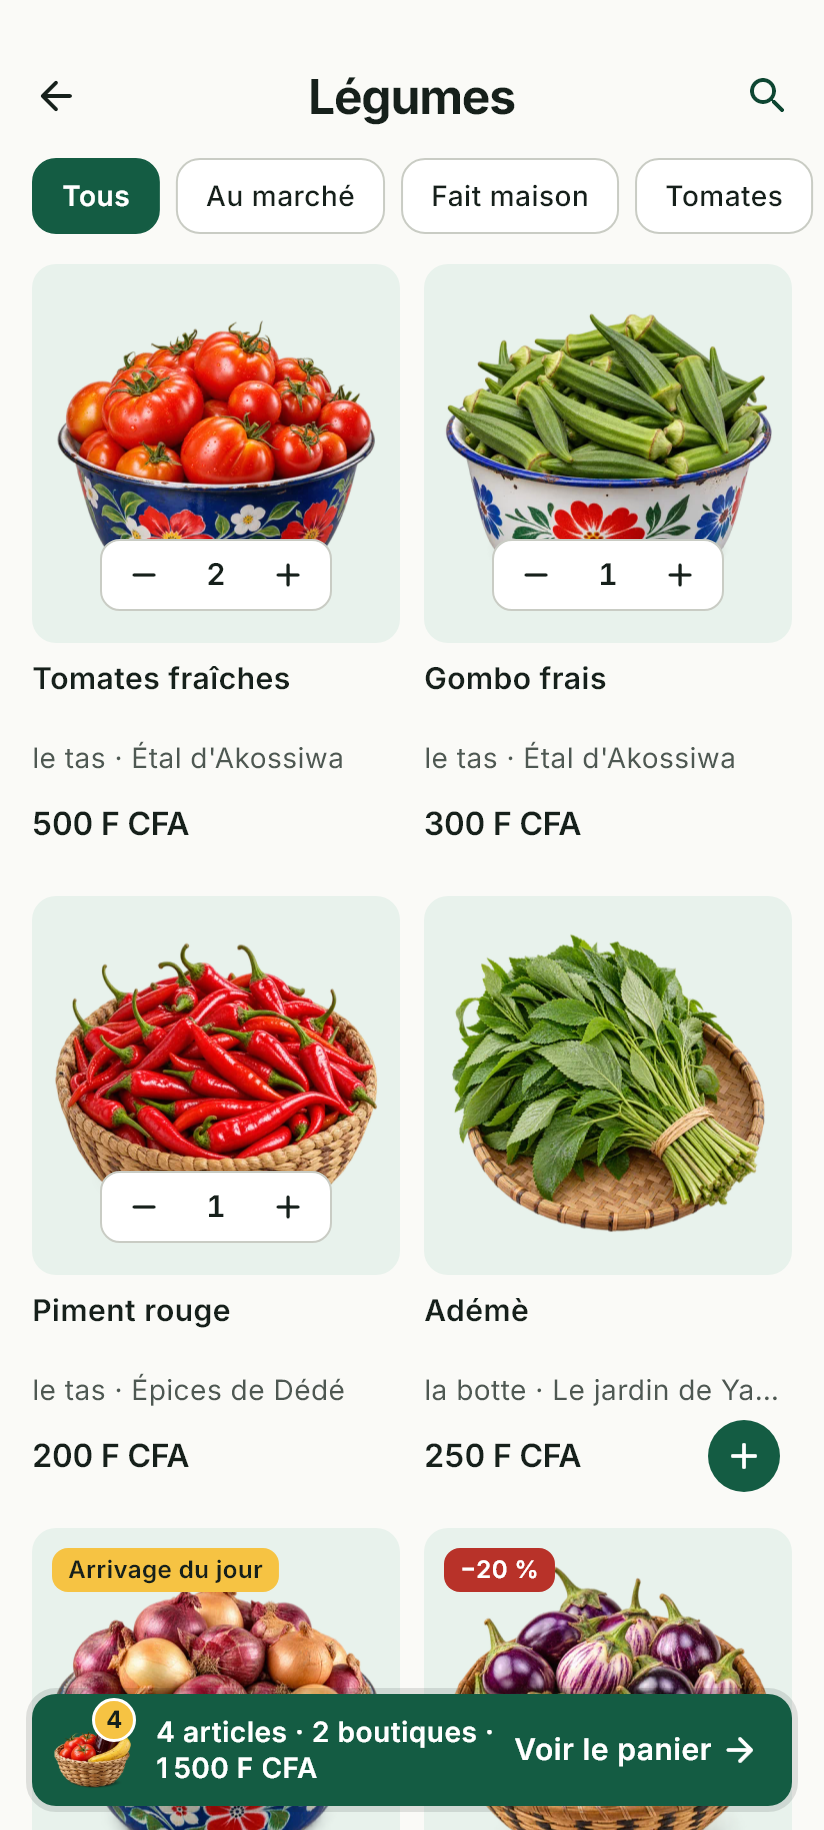 Légumes
Tous
Au marché
Fait maison
Tomates
2
1
Tomates fraîches
Gombo frais
le tas · Étal d'Akossiwa
le tas · Étal d'Akossiwa
500 F CFA
300 F CFA
1
Piment rouge
Adémè
le tas · Épices de Dédé
la botte · Le jardin de Ya...
200 F CFA
250 F CFA
Arrivage du jour
−20 %
4
4 articles · 2 boutiques ·
1 500 F CFA
Voir le panier